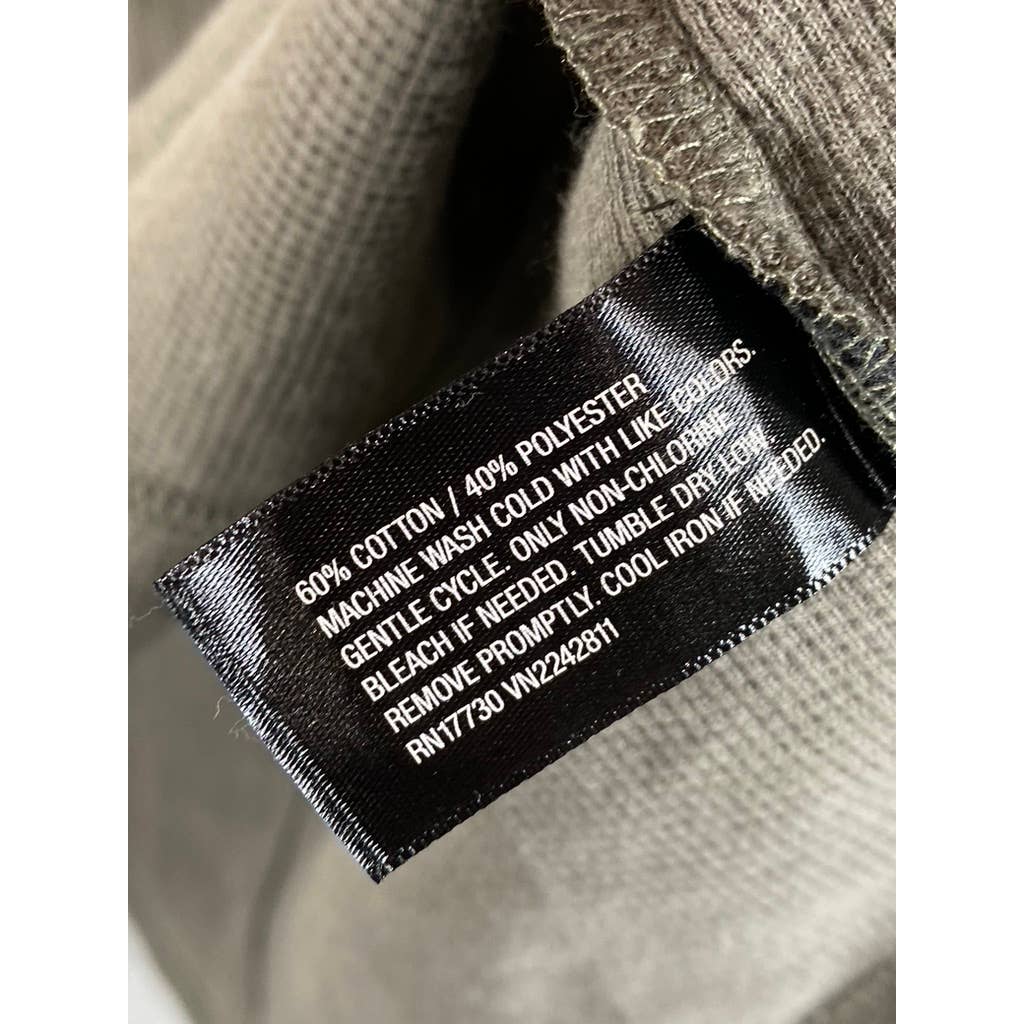 60% COTTON / 40% POLYESTER
MACHINE WASH COLD WITH LIKE COLORS.
GENTLE CYCLE. ONLY NON-CHLORINE
BLEACH IF NEEDED. TUMBLE DRY LOW.
REMOVE PROMPTLY. COOL IRON IF NEEDED.
RN17730 VN2242811